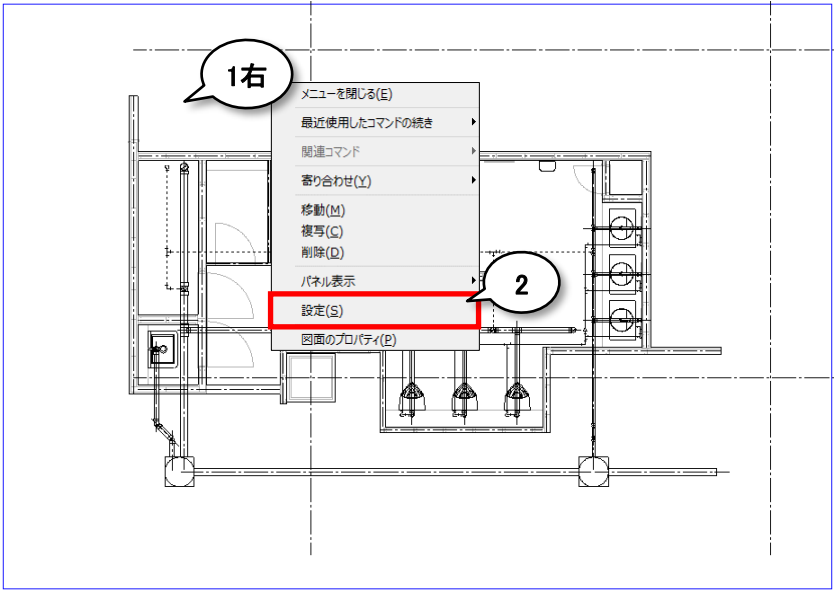 1右
メニューを閉じる(E)
最近使用したコマンドの続き
関連コマンド
寄り合わせ(Y)
移動(M)
複写(C)
削除(D)
パネル表示
2
設定(S)
図面のプロパティ(P)